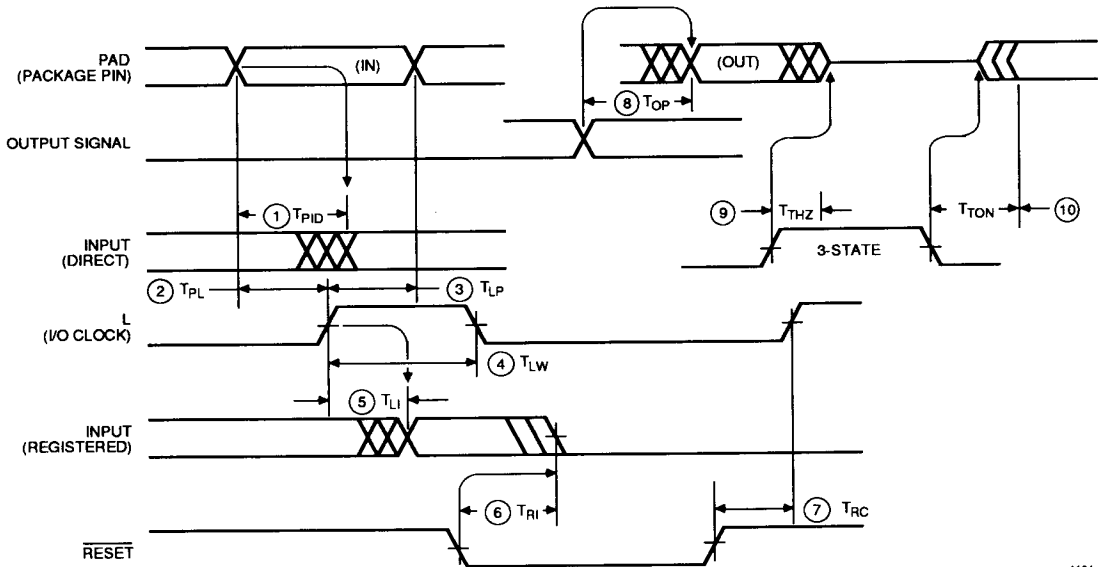 PAD
(PACKAGE PIN)
(IN)
(OUT)
8 TOP
OUTPUT SIGNAL
1 TPID
9 TTHZ
TTON 10
INPUT
(DIRECT)
3-STATE
2 TPL
3 TLP
L
(I/O CLOCK)
4 TLW
5 TLI
INPUT
(REGISTERED)
6 TRI
7 TRC
RESET